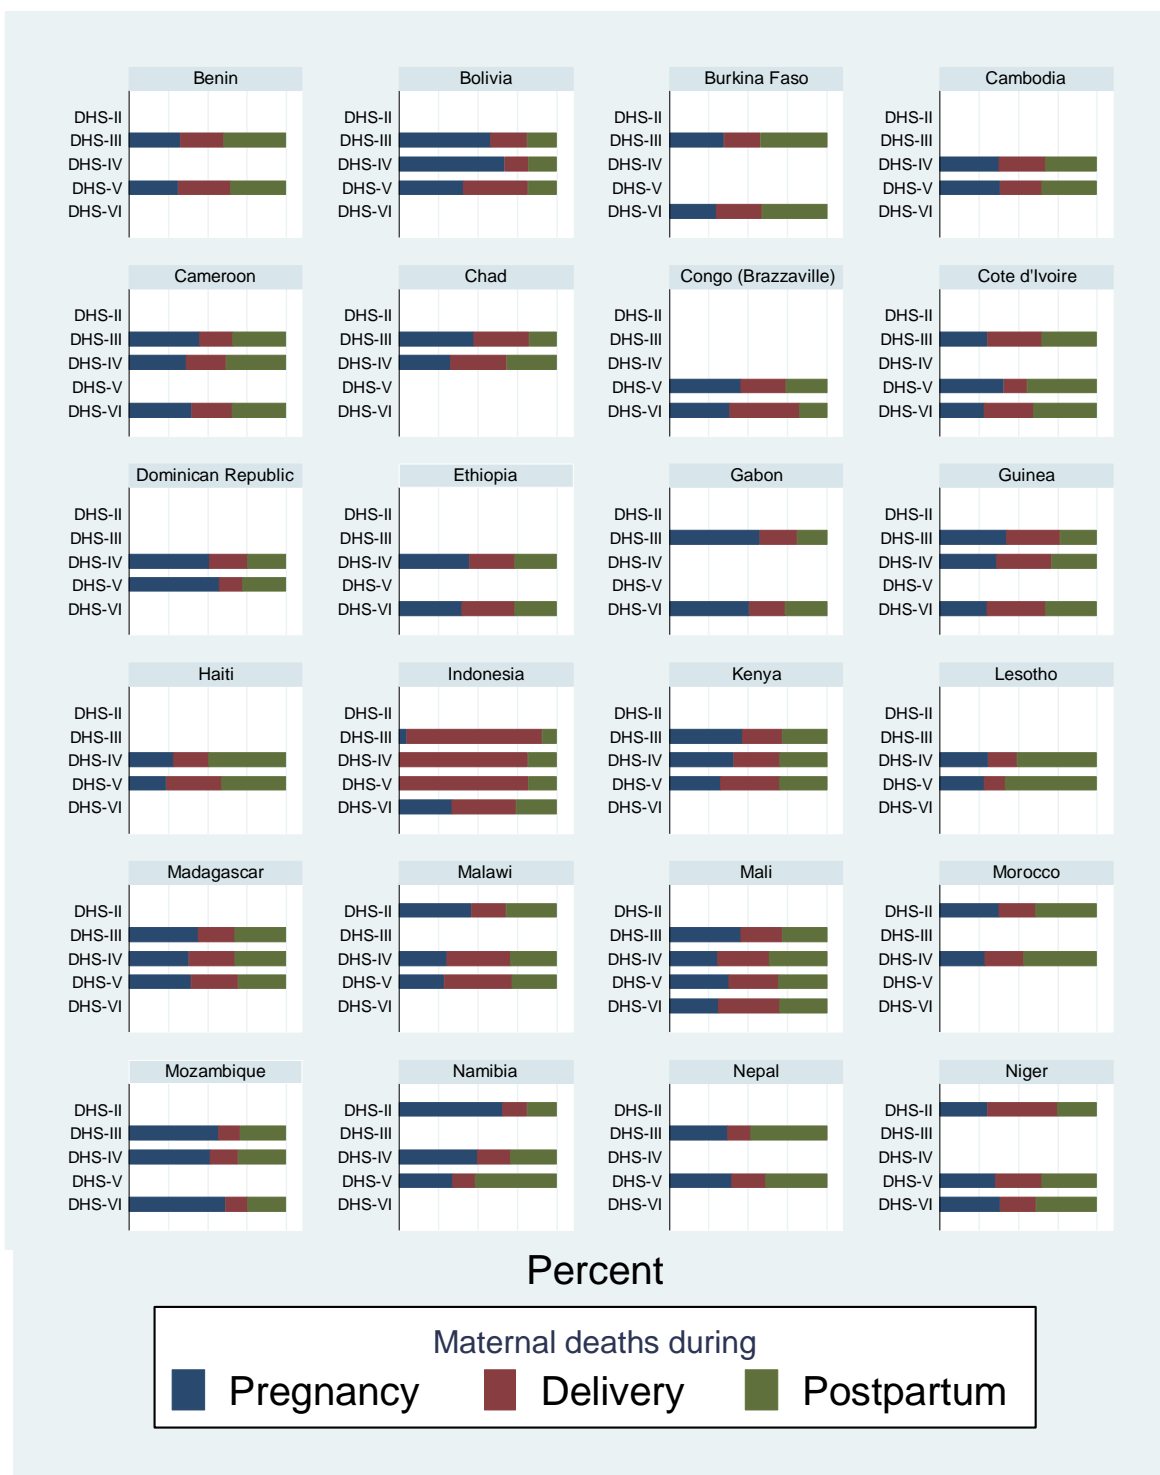 Benin Bolivia Burkina Faso Cambodia
DHS-II DHS-II DHS-II DHS-II
DHS-III DHS-III DHS-III DHS-III
DHS-IV DHS-IV DHS-IV DHS-IV
DHS-V DHS-V DHS-V DHS-V
DHS-VI DHS-VI DHS-VI DHS-VI
Cameroon Chad Congo (Brazzaville) Cote d'Ivoire
DHS-II DHS-II DHS-II DHS-II
DHS-III DHS-III DHS-III DHS-III
DHS-IV DHS-IV DHS-IV DHS-IV
DHS-V DHS-V DHS-V DHS-V
DHS-VI DHS-VI DHS-VI DHS-VI
Dominican Republic Ethiopia Gabon Guinea
DHS-II DHS-II DHS-II DHS-II
DHS-III DHS-III DHS-III DHS-III
DHS-IV DHS-IV DHS-IV DHS-IV
DHS-V DHS-V DHS-V DHS-V
DHS-VI DHS-VI DHS-VI DHS-VI
Haiti Indonesia Kenya Lesotho
DHS-II DHS-II DHS-II DHS-II
DHS-III DHS-III DHS-III DHS-III
DHS-IV DHS-IV DHS-IV DHS-IV
DHS-V DHS-V DHS-V DHS-V
DHS-VI DHS-VI DHS-VI DHS-VI
Madagascar Malawi Mali Morocco
DHS-II DHS-II DHS-II DHS-II
DHS-III DHS-III DHS-III DHS-III
DHS-IV DHS-IV DHS-IV DHS-IV
DHS-V DHS-V DHS-V DHS-V
DHS-VI DHS-VI DHS-VI DHS-VI
Mozambique Namibia Nepal Niger
DHS-II DHS-II DHS-II DHS-II
DHS-III DHS-III DHS-III DHS-III
DHS-IV DHS-IV DHS-IV DHS-IV
DHS-V DHS-V DHS-V DHS-V
DHS-VI DHS-VI DHS-VI DHS-VI
Percent
Maternal deaths during
Pregnancy Delivery Postpartum